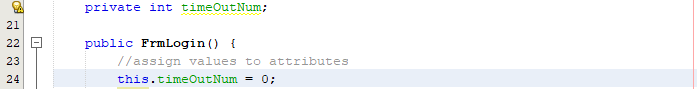 private int timeOutNum;
21
22 public FrmLogin() {
23 //assign values to attributes
24 this.timeOutNum = 0;